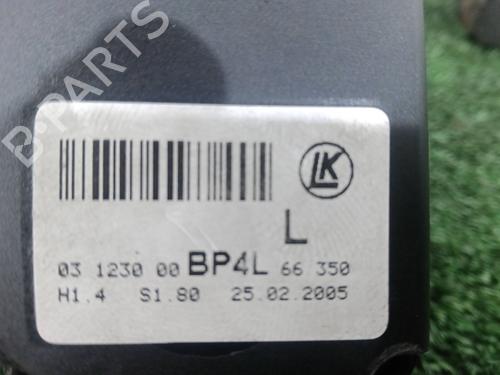 B-PARTS
LK
L
03 1230 00 BP4L 66 350
H1.4 S1.80 25.02.2005